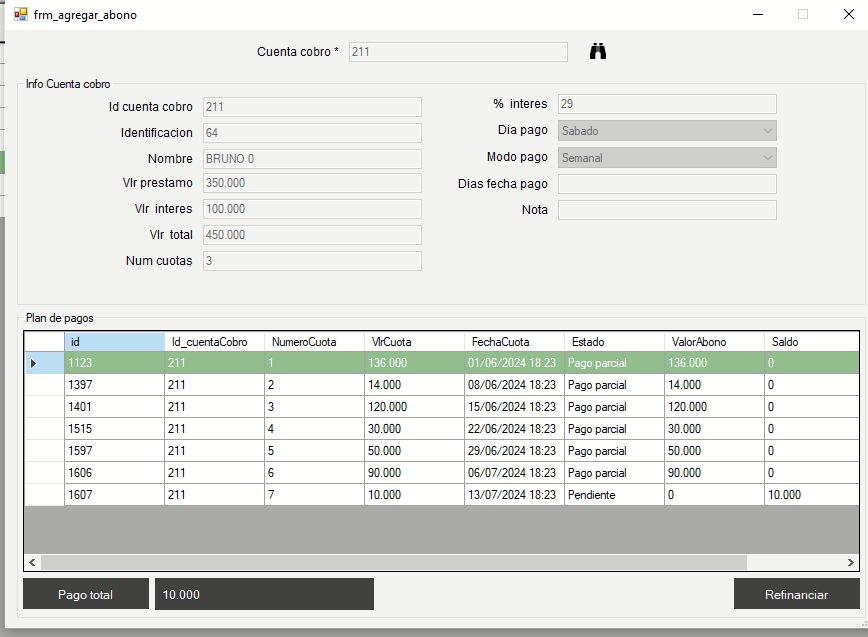 frm_agregar_abono
Cuenta cobro * 211
Info Cuenta cobro
Id cuenta cobro 211
Identificacion 64
Nombre BRUNO 0
Vlr prestamo 350.000
Vlr interes 100.000
Vlr total 450.000
Num cuotas 3
% interes 29
Dia pago Sabado
Modo pago Semanal
Dias fecha pago
Nota
Plan de pagos
id Id_cuentaCobro NumeroCuota VlrCuota FechaCuota Estado ValorAbono Saldo
1123 211 1 136.000 01/06/2024 18:23 Pago parcial 136.000 0
1397 211 2 14.000 08/06/2024 18:23 Pago parcial 14.000 0
1401 211 3 120.000 15/06/2024 18:23 Pago parcial 120.000 0
1515 211 4 30.000 22/06/2024 18:23 Pago parcial 30.000 0
1597 211 5 50.000 29/06/2024 18:23 Pago parcial 50.000 0
1606 211 6 90.000 06/07/2024 18:23 Pago parcial 90.000 0
1607 211 7 10.000 13/07/2024 18:23 Pendiente 0 10.000
Pago total 10.000 Refinanciar